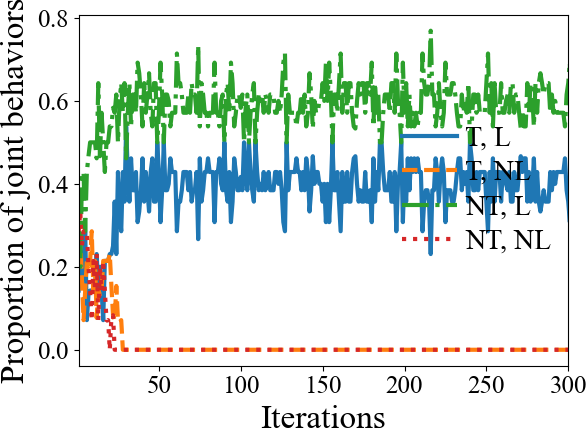 Proportion of joint behaviors
0.8
0.6
0.4
0.2
0.0
T, L
T, NL
NT, L
NT, NL
50
100
150
200
250
300
Iterations